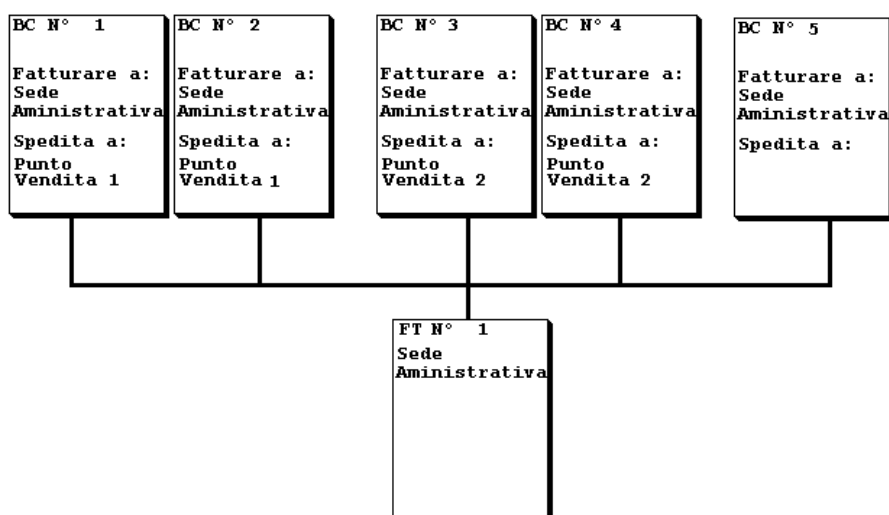 BC N° 1
Fatturare a:
Sede
Aministrativa
Spedita a:
Punto
Vendita 1
BC N° 2
Fatturare a:
Sede
Aministrativa
Spedita a:
Punto
Vendita 1
BC N° 3
Fatturare a:
Sede
Aministrativa
Spedita a:
Punto
Vendita 2
BC N° 4
Fatturare a:
Sede
Aministrativa
Spedita a:
Punto
Vendita 2
BC N° 5
Fatturare a:
Sede
Aministrativa
Spedita a:
FT N° 1
Sede
Aministrativa